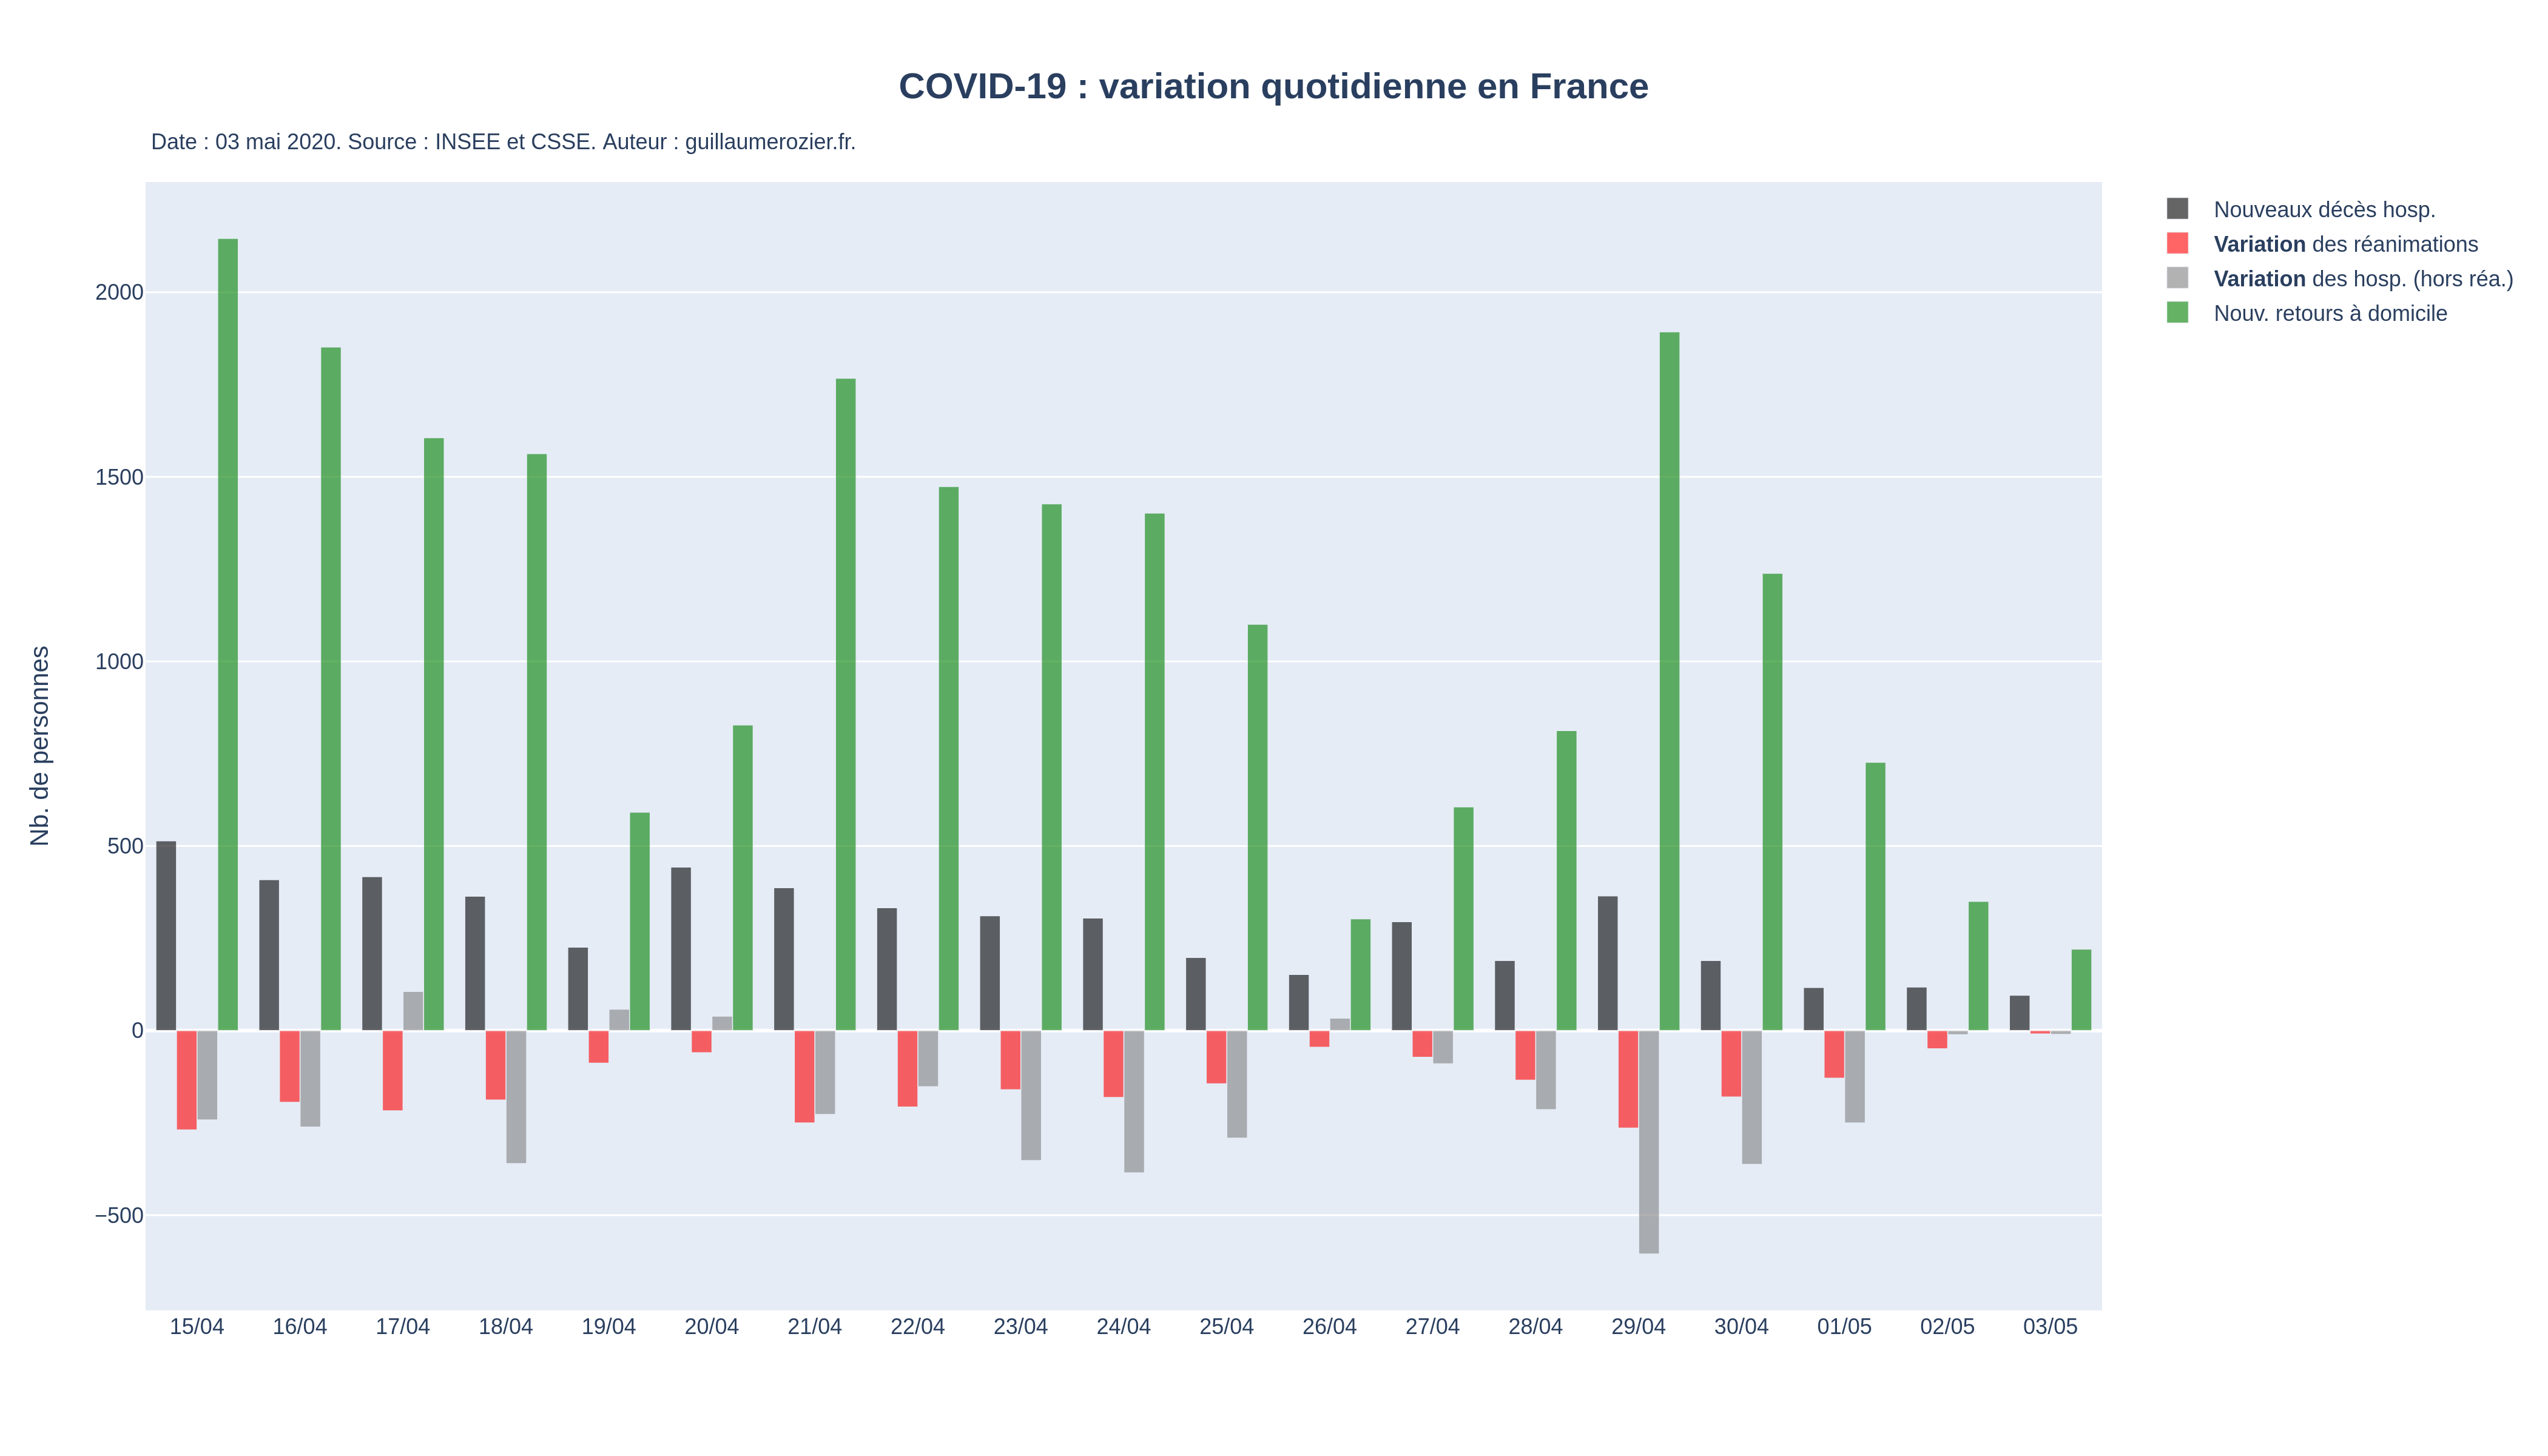 COVID-19 : variation quotidienne en France
Date : 03 mai 2020. Source : INSEE et CSSE. Auteur : guillaumerozier.fr.
Nouveaux décès hosp.
Variation des réanimations
Variation des hosp. (hors réa.)
Nouv. retours à domicile
Nb. de personnes
2000
1500
1000
500
0
−500
15/04 16/04 17/04 18/04 19/04 20/04 21/04 22/04 23/04 24/04 25/04 26/04 27/04 28/04 29/04 30/04 01/05 02/05 03/05